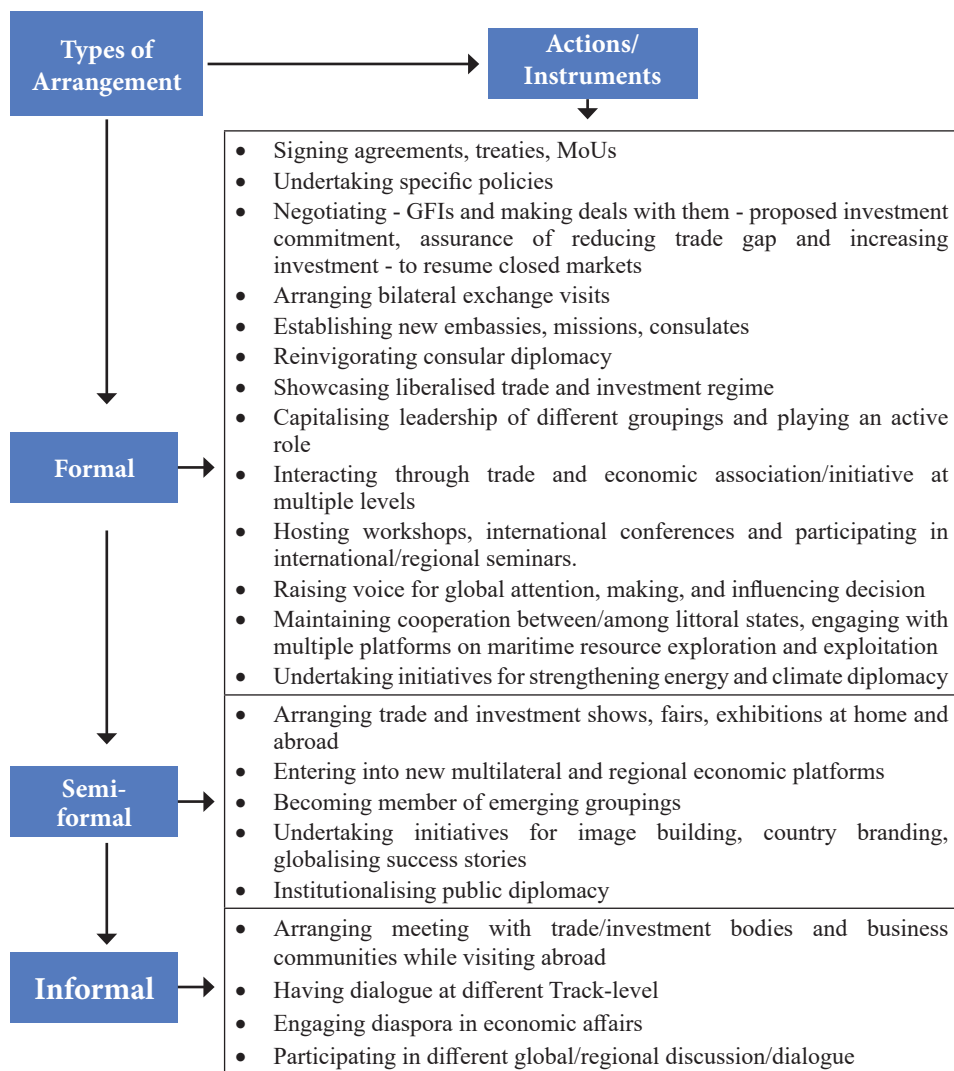 Types of
Arrangement
Actions/
Instruments
Formal
• Signing agreements, treaties, MoUs
• Undertaking specific policies
• Negotiating - GFIs and making deals with them - proposed investment
commitment, assurance of reducing trade gap and increasing
investment - to resume closed markets
• Arranging bilateral exchange visits
• Establishing new embassies, missions, consulates
• Reinvigorating consular diplomacy
• Showcasing liberalised trade and investment regime
• Capitalising leadership of different groupings and playing an active
role
• Interacting through trade and economic association/initiative at
multiple levels
• Hosting workshops, international conferences and participating in
international/regional seminars.
• Raising voice for global attention, making, and influencing decision
• Maintaining cooperation between/among littoral states, engaging with
multiple platforms on maritime resource exploration and exploitation
• Undertaking initiatives for strengthening energy and climate diplomacy
Semi-
formal
• Arranging trade and investment shows, fairs, exhibitions at home and
abroad
• Entering into new multilateral and regional economic platforms
• Becoming member of emerging groupings
• Undertaking initiatives for image building, country branding,
globalising success stories
• Institutionalising public diplomacy
Informal
• Arranging meeting with trade/investment bodies and business
communities while visiting abroad
• Having dialogue at different Track-level
• Engaging diaspora in economic affairs
• Participating in different global/regional discussion/dialogue